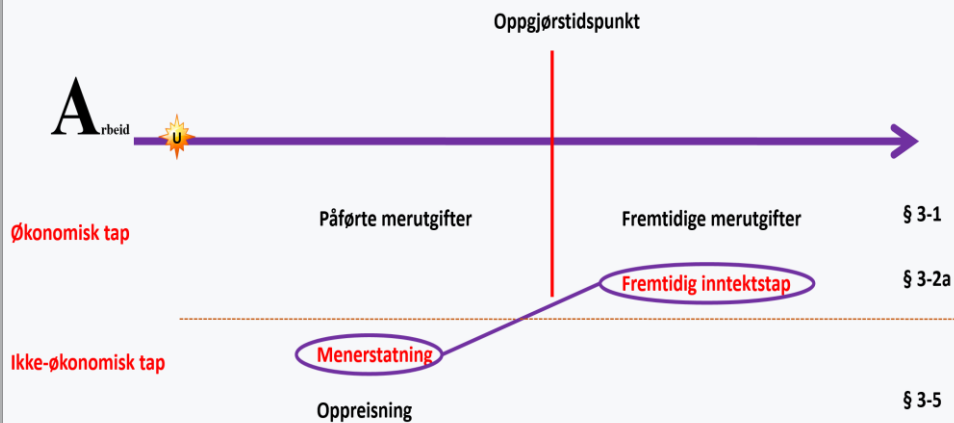 Oppgjørstidspunkt
Arbeid
U
Påførte merutgifter Fremtidige merutgifter § 3-1
Økonomisk tap
Fremtidig inntektstap § 3-2a
Menerstatning
Ikke-økonomisk tap
Oppreisning § 3-5